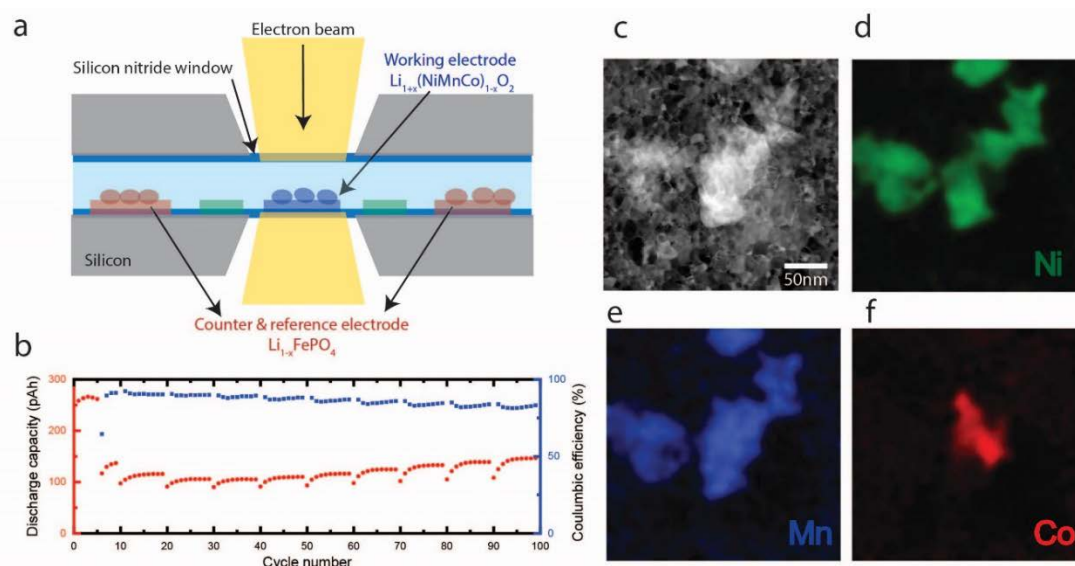 a
Electron beam
Silicon nitride window
Working electrode
Li1+x(NiMnCo)1-xO2
Silicon
Counter & reference electrode
Li1-xFePO4
b
Discharge capacity (pAh)
300
200
100
0
0 10 20 30 40 50 60 70 80 90 100
Cycle number
100
50
0
Coulumbic efficiency (%)
c
50nm
d
Ni
e
Mn
f
Co